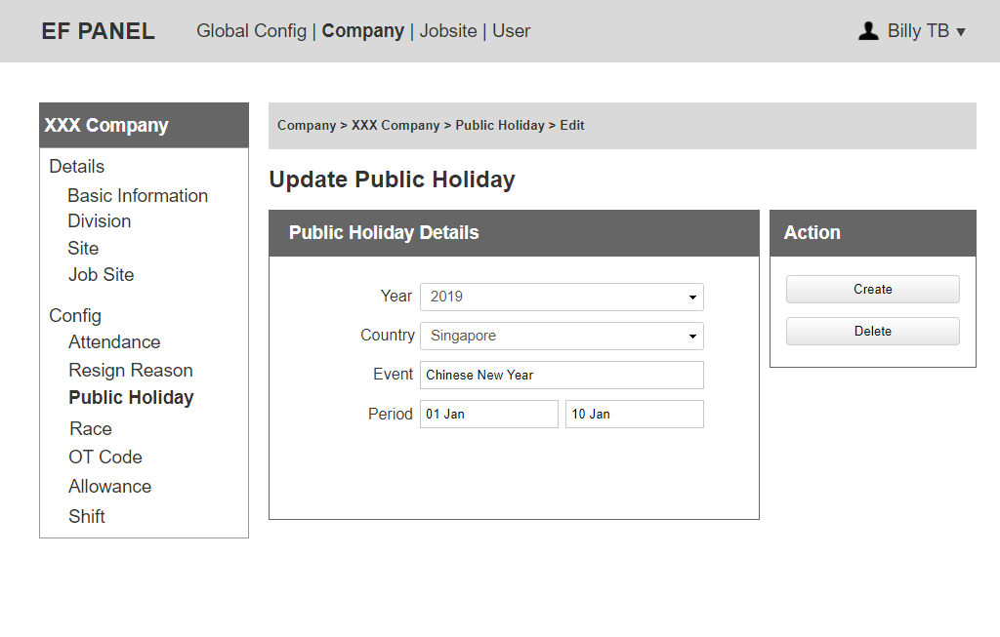 EF PANEL
Global Config | Company | Jobsite | User
Billy TB ▼
XXX Company
Details
Basic Information
Division
Site
Job Site
Config
Attendance
Resign Reason
Public Holiday
Race
OT Code
Allowance
Shift
Company > XXX Company > Public Holiday > Edit
Update Public Holiday
Public Holiday Details
Year 2019
Country Singapore
Event Chinese New Year
Period 01 Jan 10 Jan
Action
Create
Delete